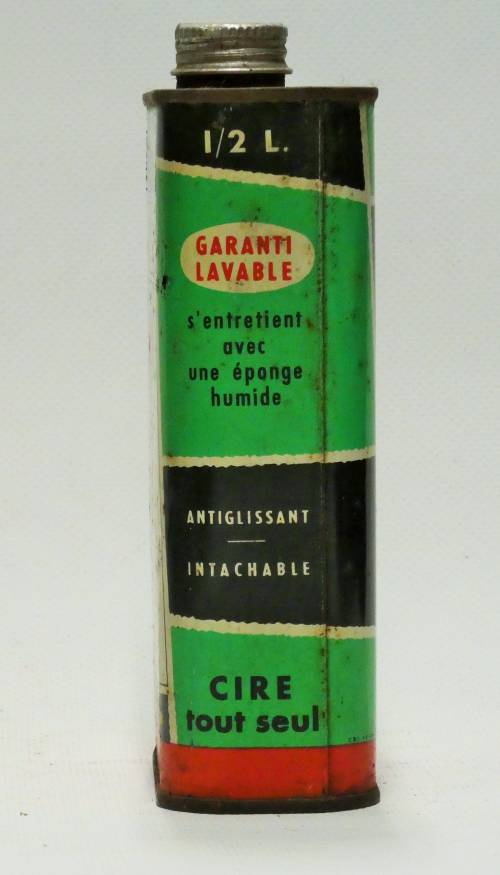 1/2 L.
GARANTI
LAVABLE
s'entretient
avec
une éponge
humide
ANTIGLISSANT
INTACHABLE
CIRE
tout seul